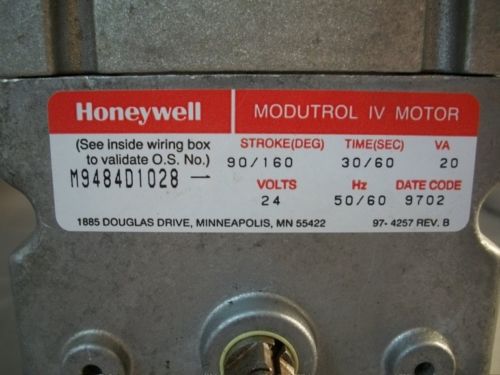 Honeywell
MODUTROL IV MOTOR
(See inside wiring box
to validate O.S. No.)
M9484D1028
STROKE(DEG) TIME(SEC) VA
90/160 30/60 20
VOLTS Hz DATE CODE
24 50/60 9702
1885 DOUGLAS DRIVE, MINNEAPOLIS, MN 55422
97-4257 REV. B